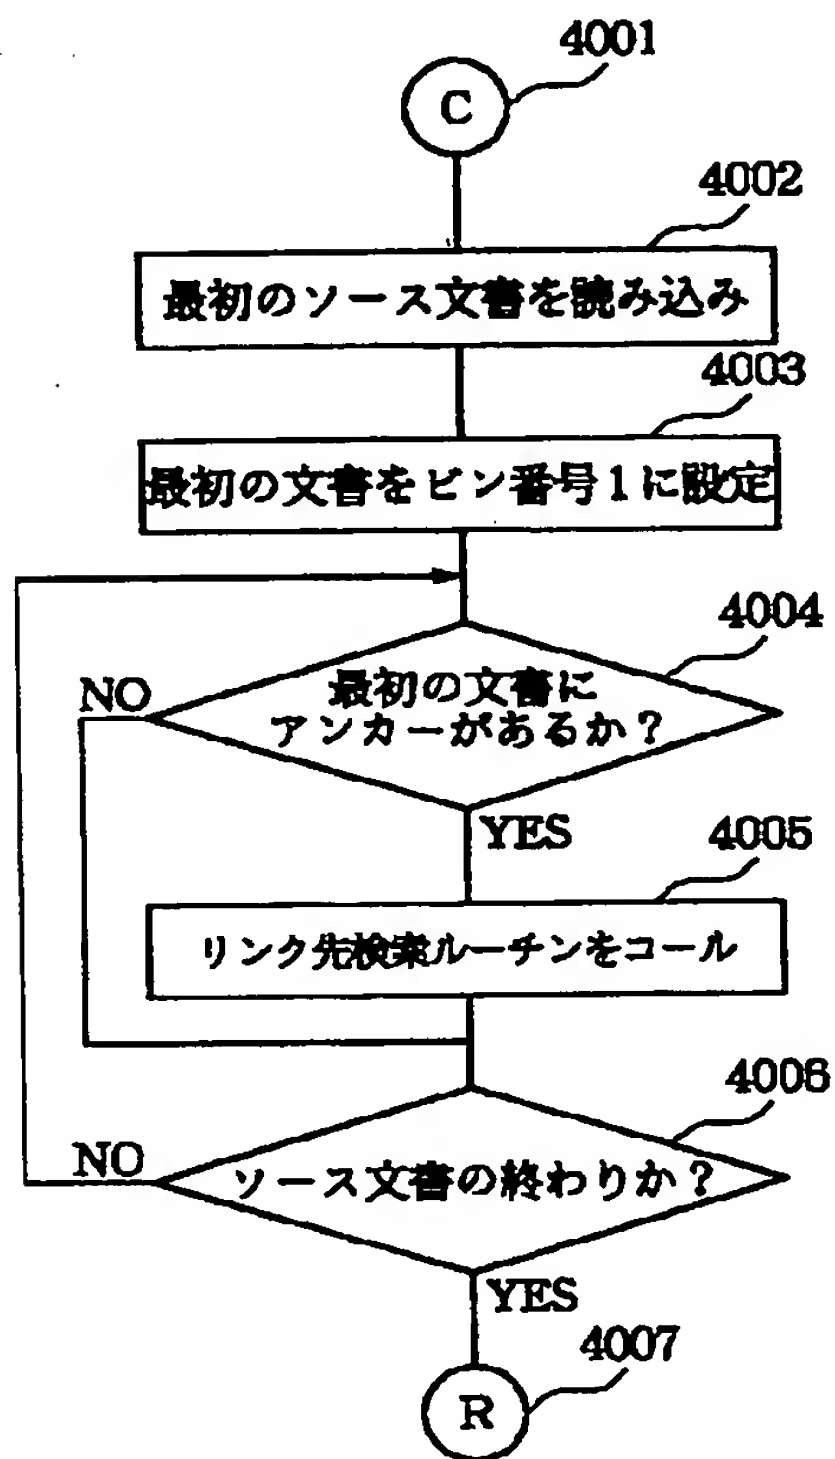 4001
C
4002
最初のソース文書を読み込み
4003
最初の文書をビン番号1に設定
4004
NO
最初の文書に
アンカーがあるか?
YES
4005
リンク先検索ルーチンをコール
4006
NO
ソース文書の終わりか?
YES
4007
R